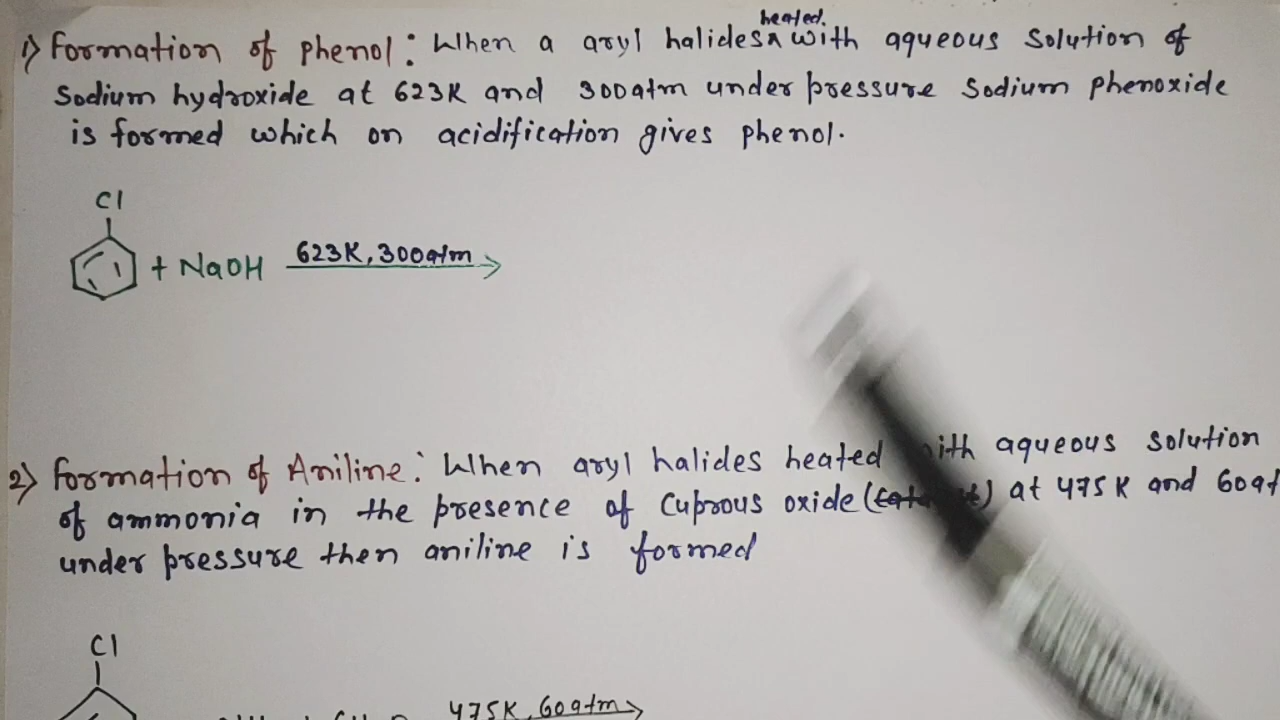 1) Formation of phenol: When a aryl halides ^ heated. with aqueous Solution of
Sodium hydroxide at 623K and 300atm under pressure Sodium phenoxide
is formed which on acidification gives phenol.
Cl
+ NaOH 623K, 300atm
2) Formation of Aniline: When aryl halides heated with aqueous solution
of ammonia in the presence of Cuprous oxide at 475K and 60at
under pressure then aniline is formed
Cl
475K, 60atm